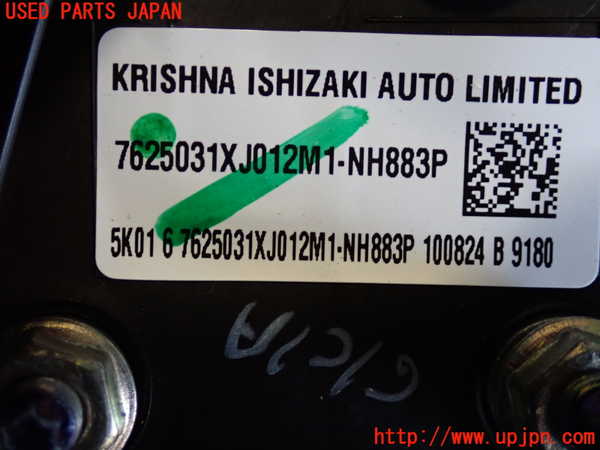 USED PARTS JAPAN
KRISHNA ISHIZAKI AUTO LIMITED
7625031XJ012M1-NH883P
5K01 6 7625031XJ012M1-NH883P 100824 B 9180
http://www.upjpn.com